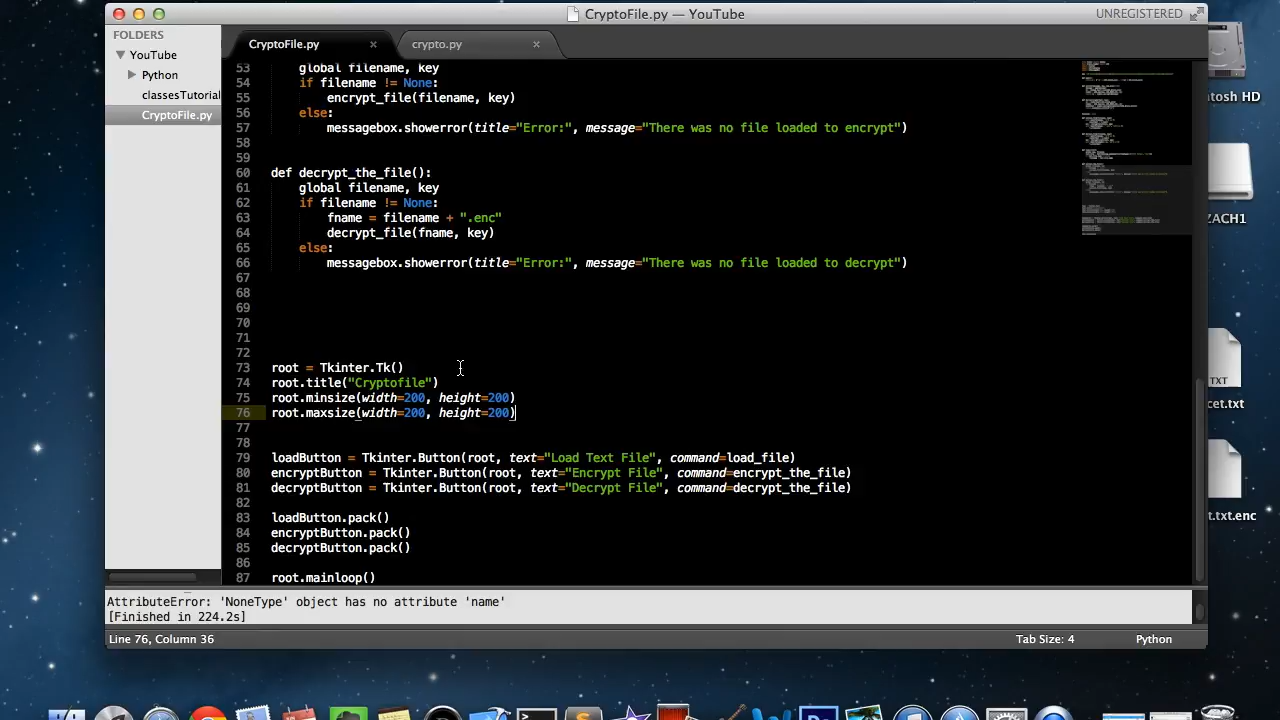 CryptoFile.py — YouTube
UNREGISTERED
FOLDERS
YouTube
Python
classesTutorial
CryptoFile.py
CryptoFile.py
crypto.py
53 global filename, key
54 if filename != None:
55 encrypt_file(filename, key)
56 else:
57 messagebox.showerror(title="Error:", message="There was no file loaded to encrypt")
58
59
60 def decrypt_the_file():
61 global filename, key
62 if filename != None:
63 fname = filename + ".enc"
64 decrypt_file(fname, key)
65 else:
66 messagebox.showerror(title="Error:", message="There was no file loaded to decrypt")
67
68
69
70
71
72
73 root = Tkinter.Tk()
74 root.title("Cryptofile")
75 root.minsize(width=200, height=200)
76 root.maxsize(width=200, height=200)
77
78
79 loadButton = Tkinter.Button(root, text="Load Text File", command=load_file)
80 encryptButton = Tkinter.Button(root, text="Encrypt File", command=encrypt_the_file)
81 decryptButton = Tkinter.Button(root, text="Decrypt File", command=decrypt_the_file)
82
83 loadButton.pack()
84 encryptButton.pack()
85 decryptButton.pack()
86
87 root.mainloop()
AttributeError: 'NoneType' object has no attribute 'name'
[Finished in 224.2s]
Line 76, Column 36
Tab Size: 4
Python
tosh HD
ZACH1
TXT
cet.txt
t.txt.enc